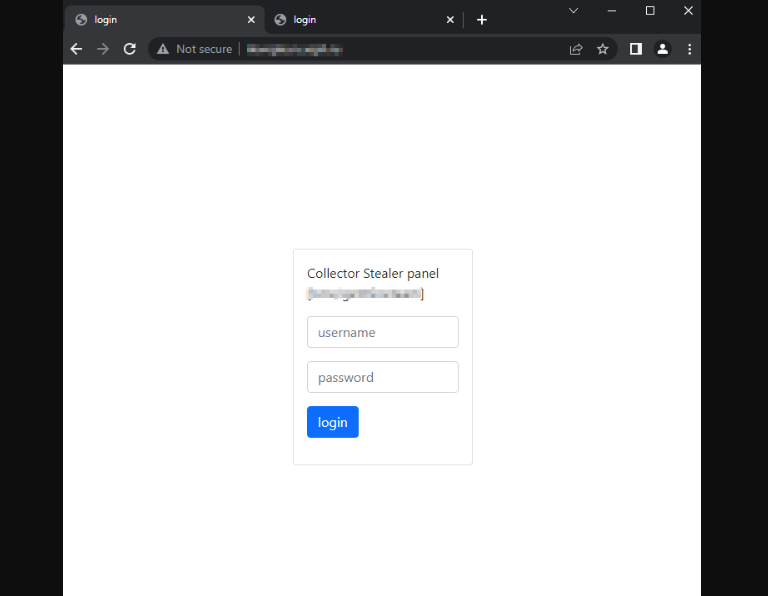 login
login
Not secure
Collector Stealer panel
username
password
login